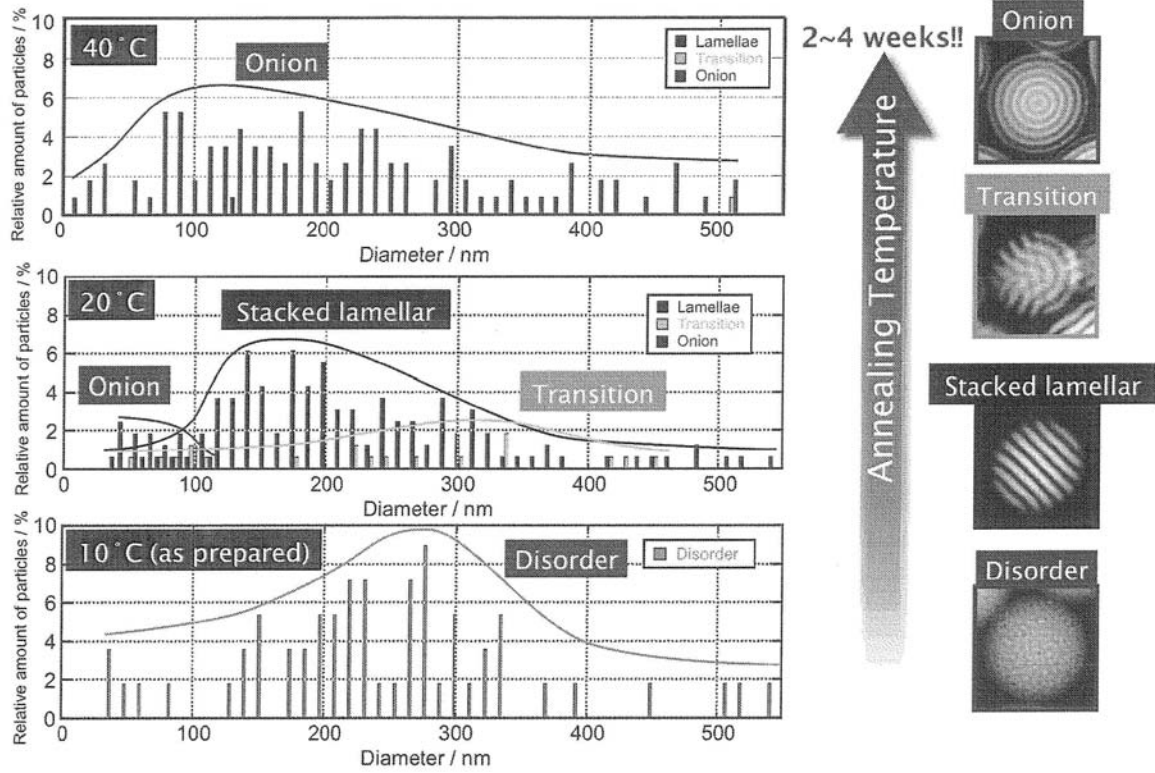 40°C
Onion
Lamellae
Transition
Onion
Relative amount of particles / %
10
8
6
4
2
0
0 100 200 300 400 500
Diameter / nm
20°C
Stacked lamellar
Onion
Transition
Lamellae
Transition
Onion
Relative amount of particles / %
10
8
6
4
2
0
0 100 200 300 400 500
Diameter / nm
10°C (as prepared)
Disorder
Disorder
Relative amount of particles / %
10
8
6
4
2
0
0 100 200 300 400 500
Diameter / nm
2~4 weeks!!
Annealing Temperature
Onion
Transition
Stacked lamellar
Disorder